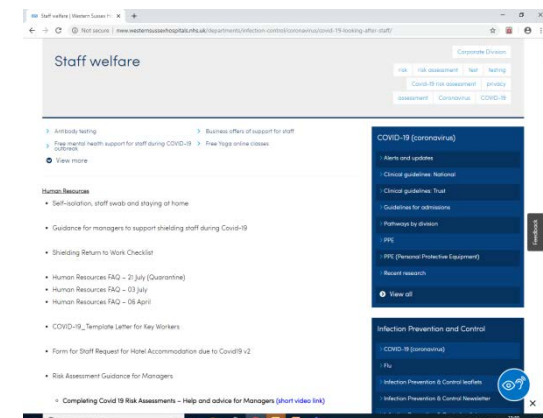 Staff welfare | Western Sussex H
Not secure | www.westernsussexhospitals.nhs.uk/departments/infection-control/coronavirus/covid-19-looking-after-staff/
Staff welfare
Corporate Division
risk
risk assessment
test
testing
Covid-19 risk assessment
privacy
assessment
Coronavirus
COVID-19
Antibody testing
Business offers of support for staff
Free mental health support for staff during COVID-19 outbreak
Free Yoga online classes
View more
Human Resources
Self-isolation, staff swab and staying at home
Guidance for managers to support shielding staff during Covid-19
Shielding Return to Work Checklist
Human Resources FAQ – 21 July (Quarantine)
Human Resources FAQ – 03 July
Human Resources FAQ – 06 April
COVID-19_Template Letter for Key Workers
Form for Staff Request for Hotel Accommodation due to Covid19 v2
Risk Assessment Guidance for Managers
Completing Covid 19 Risk Assessments – Help and advice for Managers (short video link)
COVID-19 (coronavirus)
Alerts and updates
Clinical guidelines: National
Clinical guidelines: Trust
Guidelines for admissions
Pathways by division
PPE
PPE (Personal Protective Equipment)
Recent research
View all
Feedback
Infection Prevention and Control
COVID-19 (coronavirus)
Flu
Infection Prevention & Control leaflets
Infection Prevention & Control Newsletter